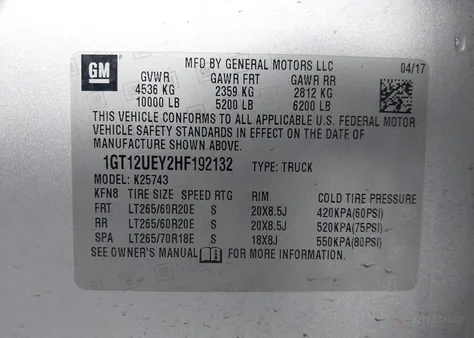 GM
MFD BY GENERAL MOTORS LLC
04/17
GVWR GAWR FRT GAWR RR
4536 KG 2359 KG 2812 KG
10000 LB 5200 LB 6200 LB
THIS VEHICLE CONFORMS TO ALL APPLICABLE U.S. FEDERAL MOTOR
VEHICLE SAFETY STANDARDS IN EFFECT ON THE DATE OF
MANUFACTURE SHOWN ABOVE.
1GT12UEY2HF192132 TYPE: TRUCK
MODEL: K25743
KFN8 TIRE SIZE SPEED RTG RIM COLD TIRE PRESSURE
FRT LT265/60R20E S 20X8.5J 420KPA(60PSI)
RR LT265/60R20E S 20X8.5J 520KPA(75PSI)
SPA LT265/70R18E S 18X8J 550KPA(80PSI)
SEE OWNER'S MANUAL FOR MORE INFORMATION